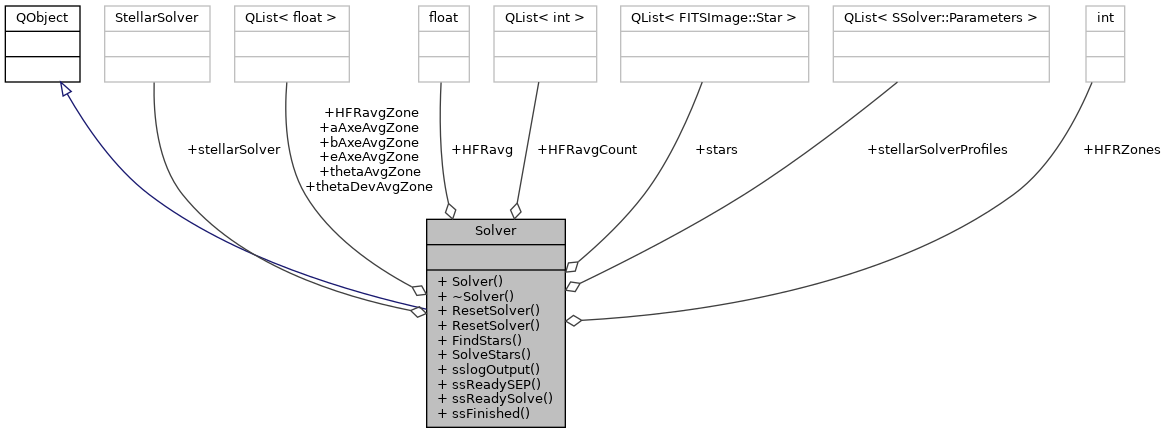 QObject
StellarSolver
QList< float >
float
QList< int >
QList< FITSImage::Star >
QList< SSolver::Parameters >
int
+stellarSolver
+HFRavgZone
+aAxeAvgZone
+bAxeAvgZone
+eAxeAvgZone
+thetaAvgZone
+thetaDevAvgZone
+HFRavg
+HFRavgCount
+stars
+stellarSolverProfiles
+HFRZones
Solver
+ Solver()
+ ~Solver()
+ ResetSolver()
+ ResetSolver()
+ FindStars()
+ SolveStars()
+ sslogOutput()
+ ssReadySEP()
+ ssReadySolve()
+ ssFinished()